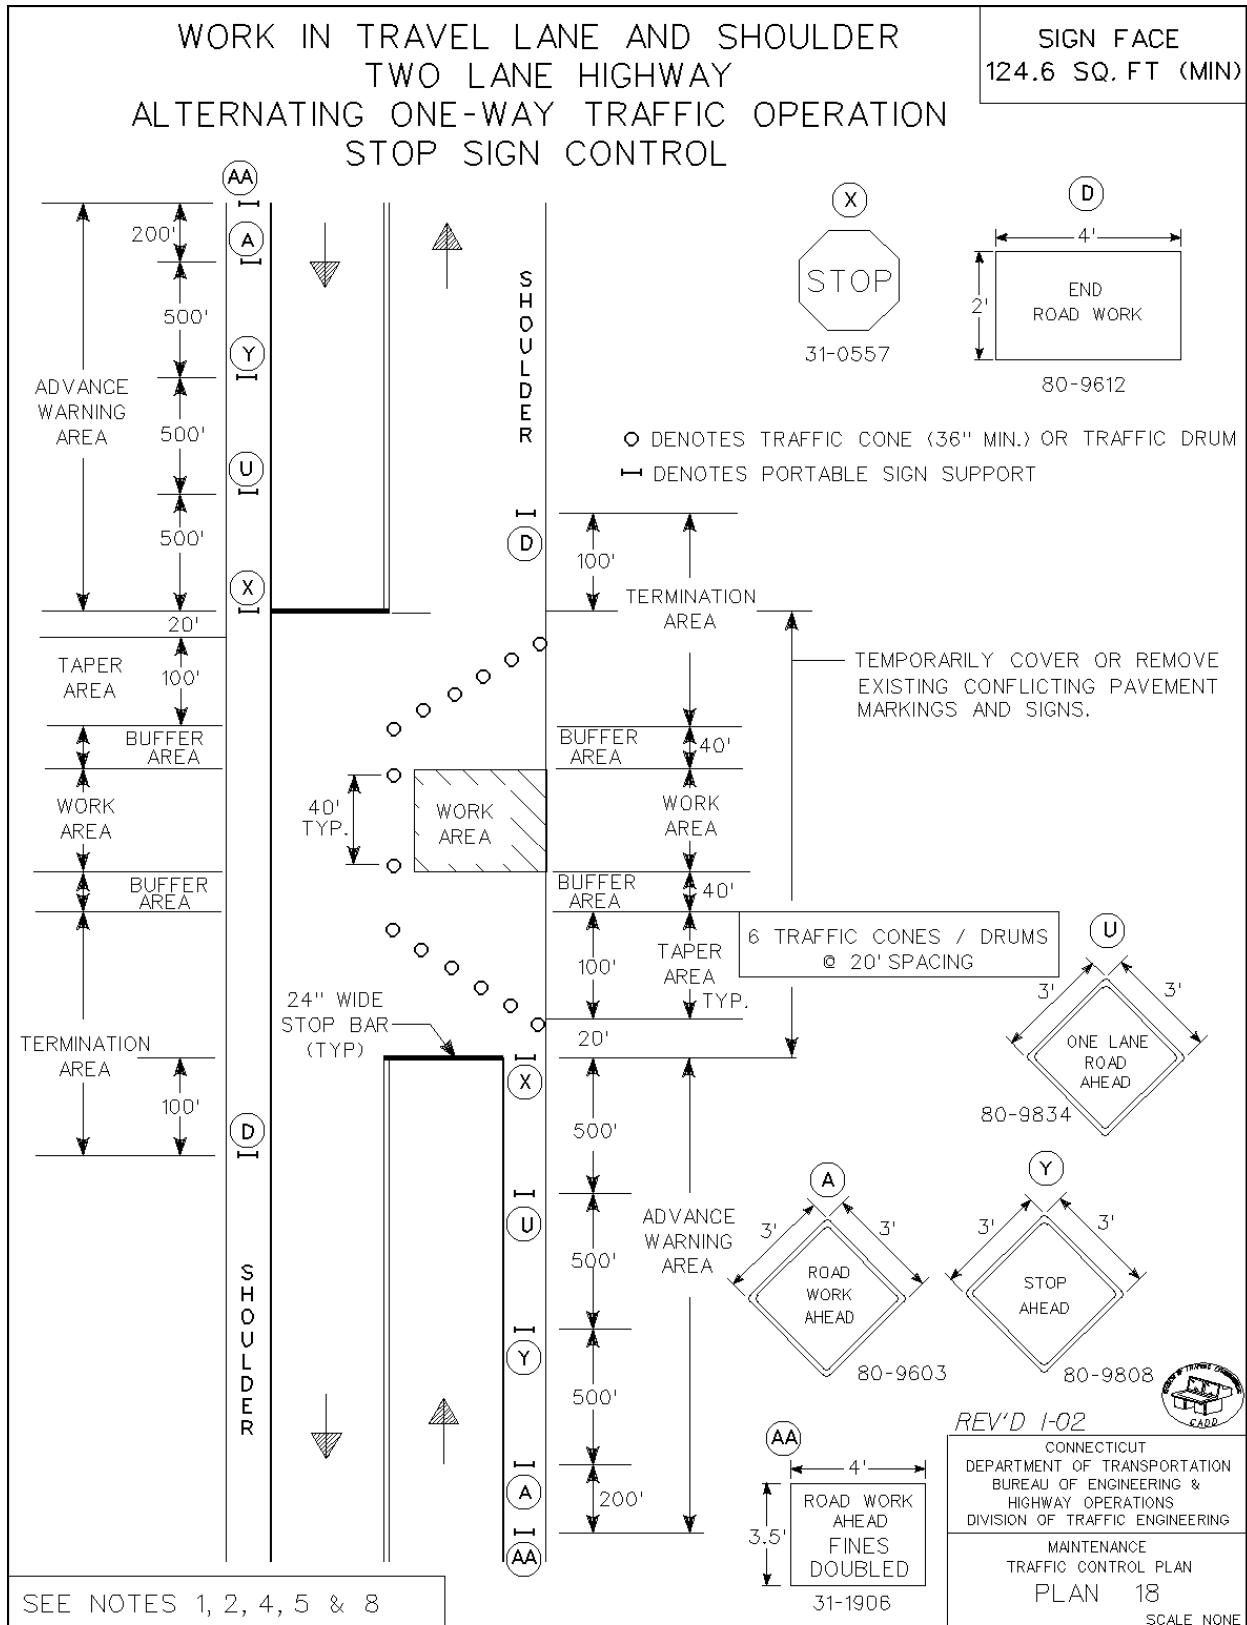 WORK IN TRAVEL LANE AND SHOULDER
TWO LANE HIGHWAY
ALTERNATING ONE-WAY TRAFFIC OPERATION
STOP SIGN CONTROL
SIGN FACE
124.6 SQ. FT (MIN)
AA
200'
A
500'
Y
ADVANCE
WARNING
AREA
500'
U
500'
X
20'
TAPER
AREA
100'
BUFFER
AREA
WORK
AREA
BUFFER
AREA
TERMINATION
AREA
100'
D
SHOULDER
SHOULDER
D
100'
TERMINATION
AREA
X
STOP
31-0557
D
4'
2'
END
ROAD WORK
80-9612
DENOTES TRAFFIC CONE (36" MIN.) OR TRAFFIC DRUM
DENOTES PORTABLE SIGN SUPPORT
TEMPORARILY COVER OR REMOVE
EXISTING CONFLICTING PAVEMENT
MARKINGS AND SIGNS.
40'
TYP.
WORK
AREA
BUFFER
AREA
40'
WORK
AREA
BUFFER
AREA
40'
100'
TAPER
AREA
TYP.
6 TRAFFIC CONES / DRUMS
@ 20' SPACING
24" WIDE
STOP BAR
(TYP)
20'
X
500'
U
500'
Y
500'
A
200'
AA
ADVANCE
WARNING
AREA
U
3'
3'
ONE LANE
ROAD
AHEAD
80-9834
A
3'
3'
ROAD
WORK
AHEAD
80-9603
Y
3'
3'
STOP
AHEAD
80-9808
AA
4'
3.5'
ROAD WORK
AHEAD
FINES
DOUBLED
31-1906
CADD
REV'D 1-02
CONNECTICUT
DEPARTMENT OF TRANSPORTATION
BUREAU OF ENGINEERING &
HIGHWAY OPERATIONS
DIVISION OF TRAFFIC ENGINEERING
MAINTENANCE
TRAFFIC CONTROL PLAN
PLAN 18
SCALE NONE
SEE NOTES 1, 2, 4, 5 & 8